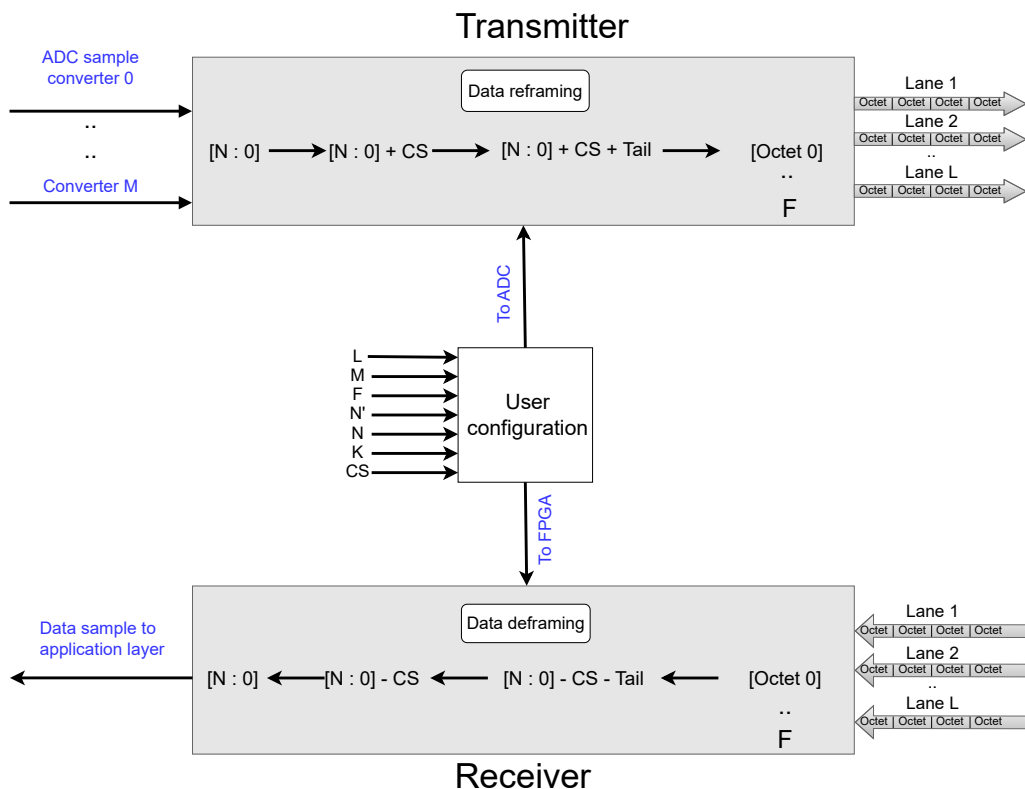 Transmitter
ADC sample
converter 0
..
..
Converter M
Data reframing
[N : 0]
[N : 0] + CS
[N : 0] + CS + Tail
[Octet 0]
..
F
Lane 1
Octet | Octet | Octet | Octet
Lane 2
Octet | Octet | Octet | Octet
..
Lane L
Octet | Octet | Octet | Octet
To ADC
L
M
F
N'
N
K
CS
User
configuration
To FPGA
Data deframing
Data sample to
application layer
[N : 0]
[N : 0] - CS
[N : 0] - CS - Tail
[Octet 0]
..
F
Lane 1
Octet | Octet | Octet | Octet
Lane 2
Octet | Octet | Octet | Octet
..
Lane L
Octet | Octet | Octet | Octet
Receiver